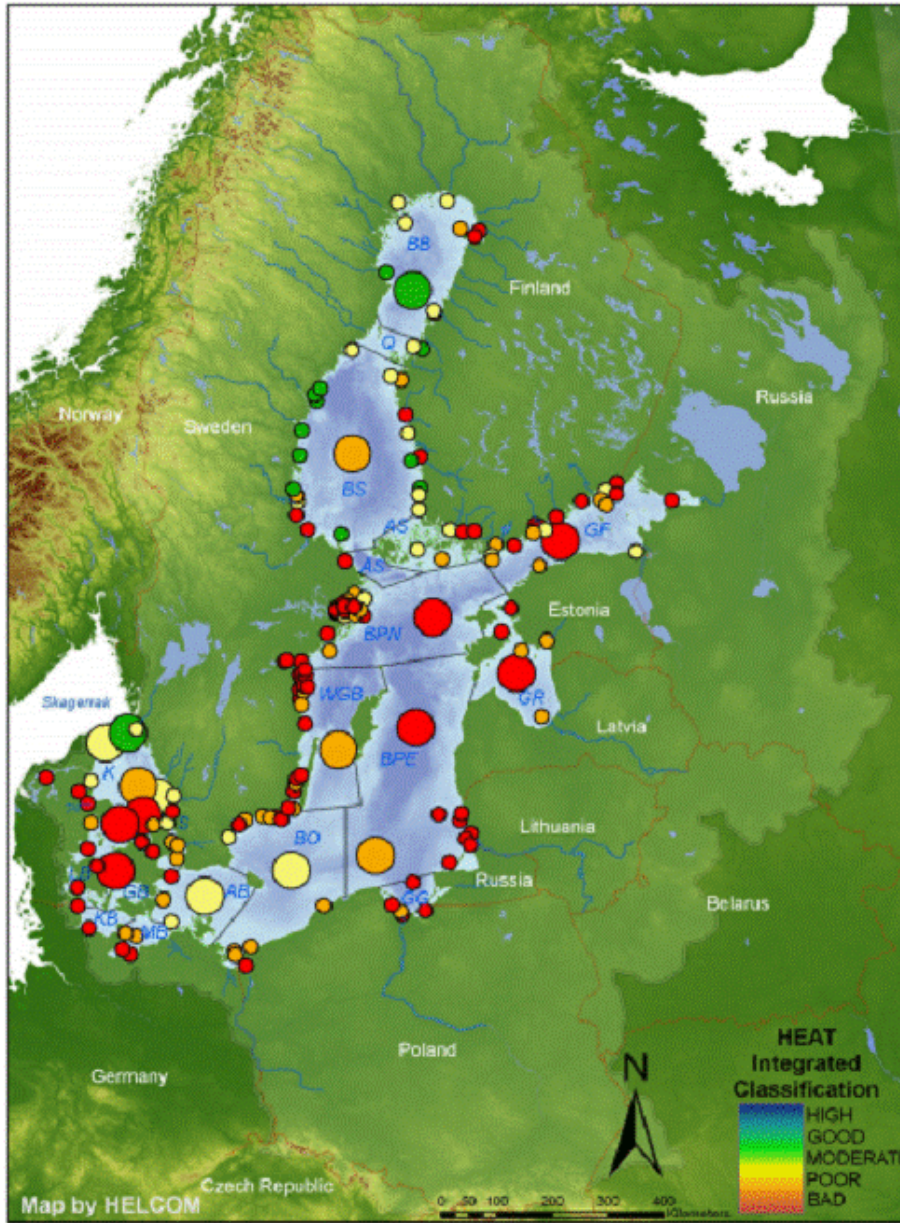 BB
Finland
Q
Russia
Norway
Sweden
BS
AS
GF
AS
Estonia
BPN
WGB
GR
Skagerrak
Latvia
K
BPE
Lithuania
BO
Russia
GB
AB
GG
Belarus
KB
MB
Poland
Germany
Czech Republic
N
HEAT
Integrated
Classification
HIGH
GOOD
MODERATE
POOR
BAD
0 50 100 200 300 400
Kilometers
Map by HELCOM